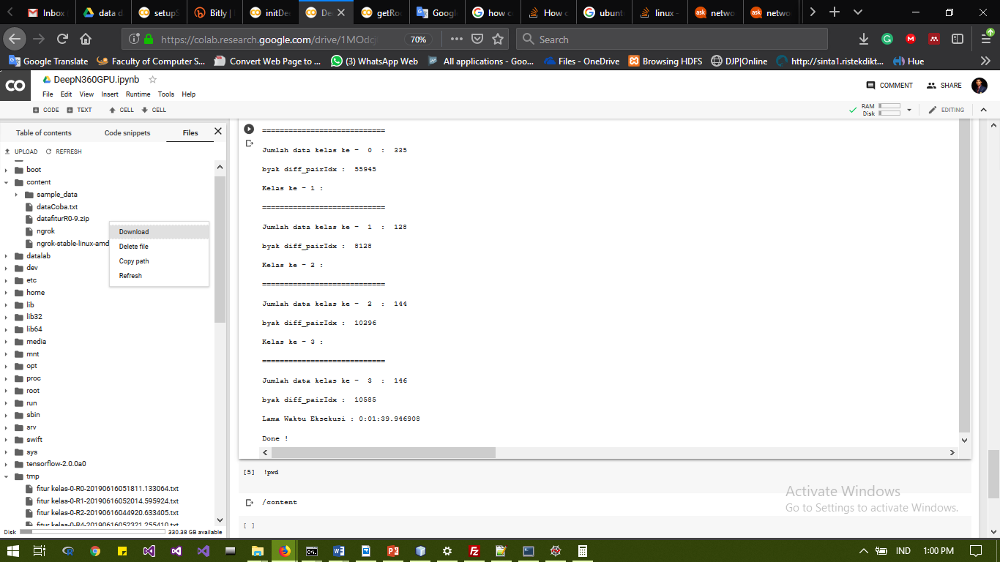 Inbox
data d
setupS
Bitly |
initDe
De
getRo
Googl
how c
How
ubunt
linux -
netwo
netwo
https://colab.research.google.com/drive/1MOdcj
70%
Search
Google Translate
Faculty of Computer S...
Convert Web Page to ...
(3) WhatsApp Web
All applications - Goo...
Files - OneDrive
Browsing HDFS
DJP|Online
http://sinta1.ristekdikt...
Hue
CO
DeepN360GPU.ipynb
COMMENT
SHARE
File Edit View Insert Runtime Tools Help
CODE TEXT CELL CELL
RAM
Disk
EDITING
Table of contents
Code snippets
Files
UPLOAD REFRESH
boot
content
sample_data
dataCoba.txt
datafiturR0-9.zip
ngrok
ngrok-stable-linux-amd
Download
Delete file
Copy path
Refresh
datalab
dev
etc
home
lib
lib32
lib64
media
mnt
opt
proc
root
run
sbin
srv
swift
sys
tensorflow-2.0.0a0
tmp
fitur kelas-0-R0-20190616051811.133064.txt
fitur kelas-0-R1-20190616052014.595924.txt
fitur kelas-0-R2-20190616044920.633405.txt
fitur kelas-0-R4-20190616052321.255410.txt
Disk
330.38 GB available
============================
Jumlah data kelas ke - 0 : 335
byak diff_pairIdx : 55945
Kelas ke - 1 :
============================
Jumlah data kelas ke - 1 : 128
byak diff_pairIdx : 8128
Kelas ke - 2 :
============================
Jumlah data kelas ke - 2 : 144
byak diff_pairIdx : 10296
Kelas ke - 3 :
============================
Jumlah data kelas ke - 3 : 146
byak diff_pairIdx : 10585
Lama Waktu Eksekusi : 0:01:39.946908
Done !
[5] !pwd
/content
[ ]
Activate Windows
Go to Settings to activate Windows.
IND
1:00 PM